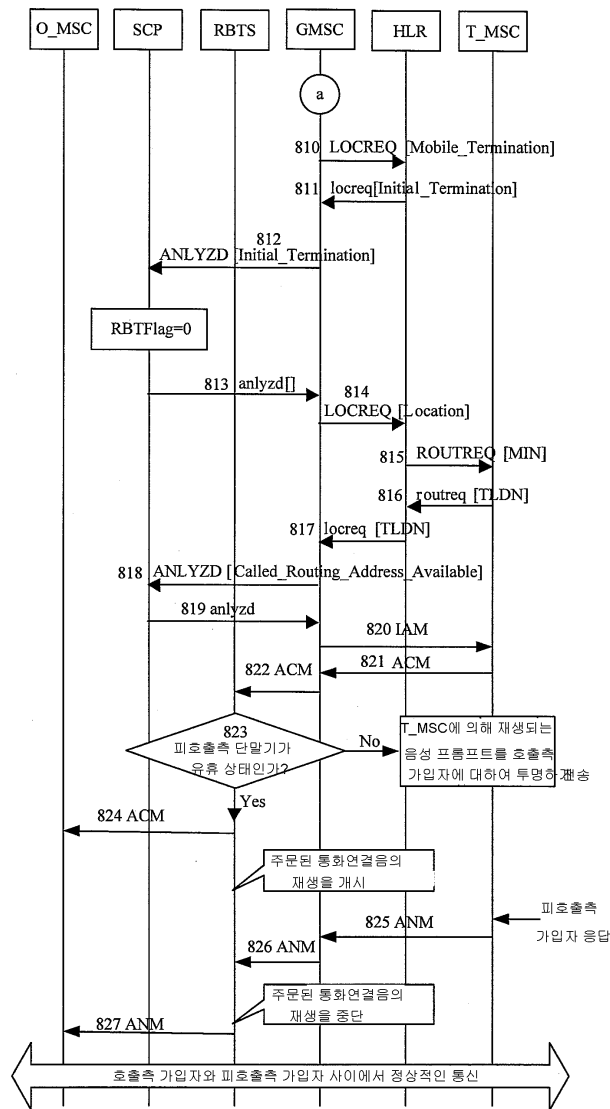 O_MSC SCP RBTS GMSC HLR T_MSC
a
810 LOCREQ [Mobile_Termination]
811 locreq[Initial_Termination]
812
ANLYZD [Initial_Termination]
RBTFlag=0
813 anlyzd[]
814
LOCREQ [Location]
815 ROUTREQ [MIN]
816 routreq [TLDN]
817 locreq [TLDN]
818 ANLYZD [Called_Routing_Address_Available]
819 anlyzd
820 IAM
821 ACM
822 ACM
823
피호출측 단말기가
유휴 상태인가?
No
T_MSC에 의해 재생되는
음성 프롬프트를 호출측
가입자에 대하여 투명하게 전송
Yes
824 ACM
주문된 통화연결음의
재생을 개시
피호출측
가입자 응답
825 ANM
826 ANM
주문된 통화연결음의
재생을 중단
827 ANM
호출측 가입자와 피호출측 가입자 사이에서 정상적인 통신